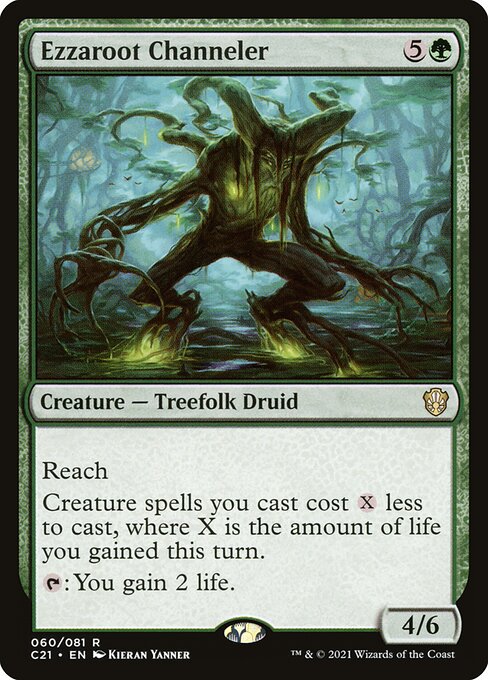 Ezzaroot Channeler 5
Creature — Treefolk Druid
Reach
Creature spells you cast cost X less
to cast, where X is the amount of life
you gained this turn.
: You gain 2 life.
4/6
060/081 R
C21 • EN Kieran Yanner
™ & © 2021 Wizards of the Coast